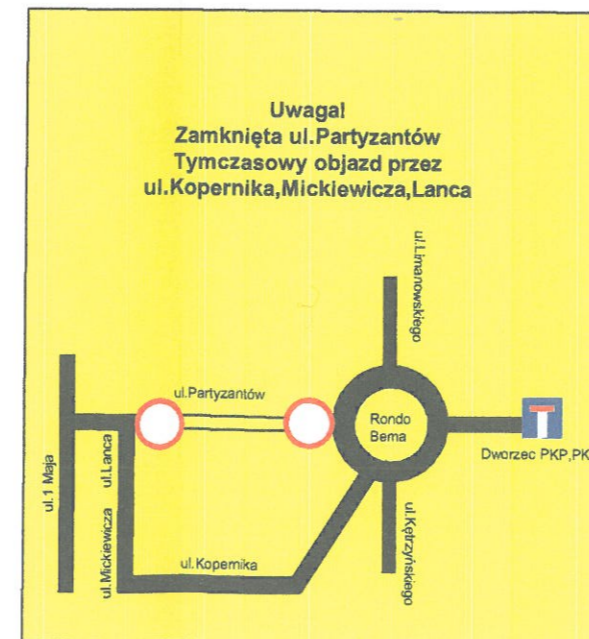 Uwaga!
Zamknięta ul.Partyzantów
Tymczasowy objazd przez
ul.Kopernika,Mickiewicza,Lanca
ul.Limanowskiego
ul.Partyzantów
Rondo
Bema
Dworzec PKP,PK
ul.1 Maja
ul.Lanca
ul.Mickiewicza
ul.Kopernika
ul.Kętrzyńskiego